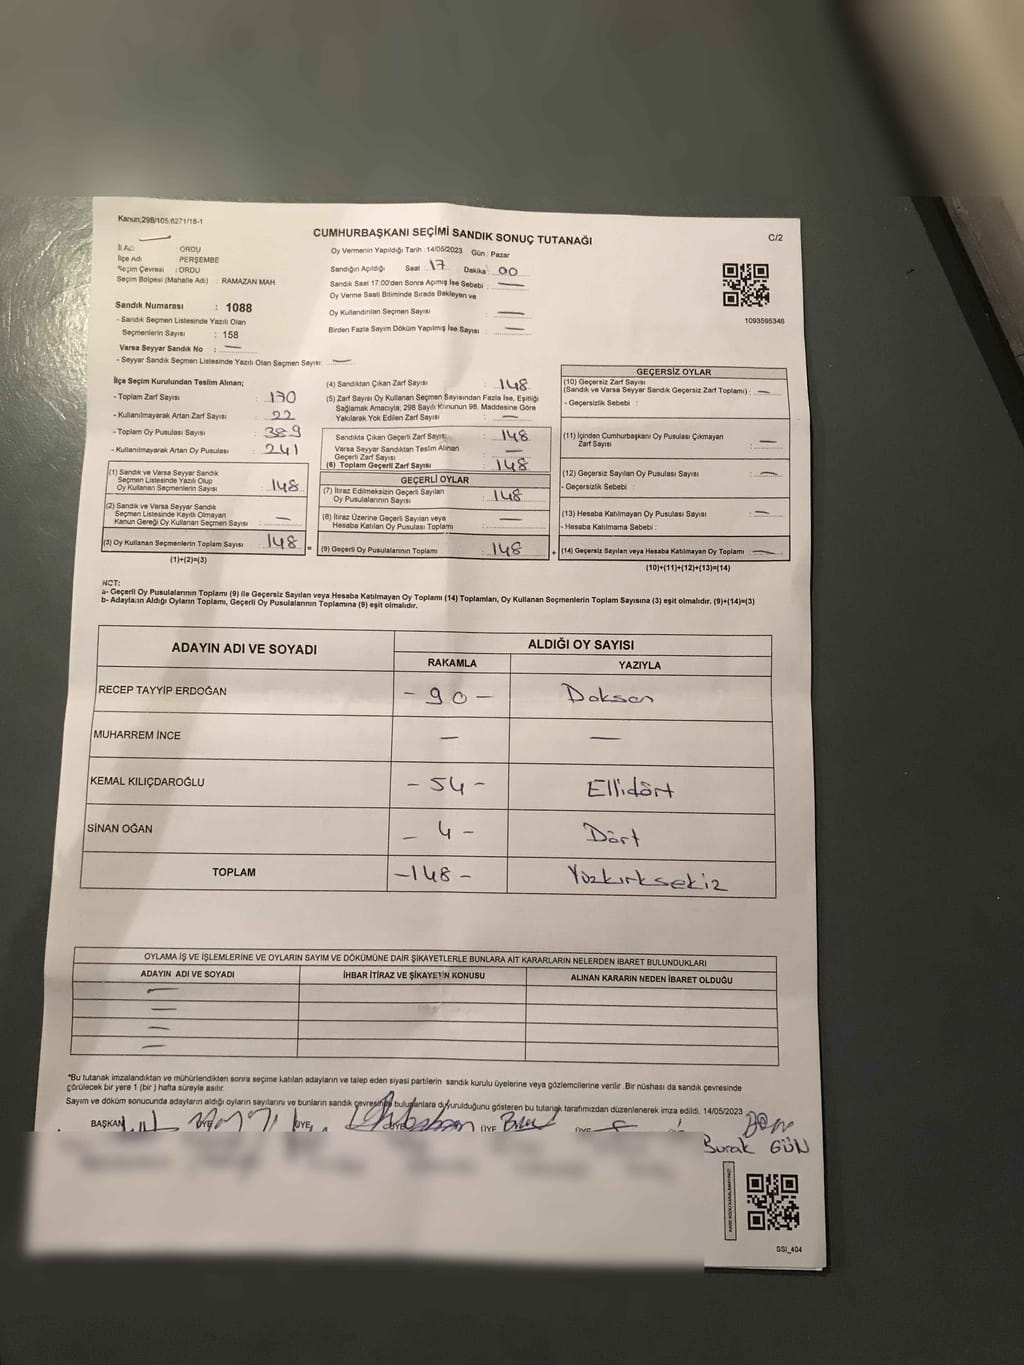 Kanun;298/105,6271/18-1
CUMHURBAŞKANI SEÇİMİ SANDIK SONUÇ TUTANAĞI
C/2
İl Adı : ORDU
İlçe Adı : PERŞEMBE
Seçim Çevresi : ORDU
Seçim Bölgesi (Mahalle Adı) : RAMAZAN MAH
Sandık Numarası : 1088
- Sandık Seçmen Listesinde Yazılı Olan
Seçmenlerin Sayısı : 158
Varsa Seyyar Sandık No : —
- Seyyar Sandık Seçmen Listesinde Yazılı Olan Seçmen Sayısı: —
Oy Vermenin Yapıldığı Tarih :14/05/2023 Gün : Pazar
Sandığın Açıldığı Saat : 17 Dakika : 00
Sandık Saat 17:00'den Sonra Açılmış İse Sebebi : —
Oy Verme Saati Bitiminde Sırada Bekleyen ve
Oy Kullandırılan Seçmen Sayısı : —
Birden Fazla Sayım Döküm Yapılmış İse Sayısı : —
1093595346
İlçe Seçim Kurulundan Teslim Alınan;
- Toplam Zarf Sayısı : 170
- Kullanılmayarak Artan Zarf Sayısı : 22
- Toplam Oy Pusulası Sayısı : 389
- Kullanılmayarak Artan Oy Pusulası : 241
(1) Sandık ve Varsa Seyyar Sandık
Seçmen Listesinde Yazılı Olup
Oy Kullanan Seçmenlerin Sayısı : 148
(2) Sandık ve Varsa Seyyar Sandık
Seçmen Listesinde Kayıtlı Olmayan
Kanun Gereği Oy Kullanan Seçmen Sayısı : —
(3) Oy Kullanan Seçmenlerin Toplam Sayısı : 148 =
(1)+(2)=(3)
(4) Sandıktan Çıkan Zarf Sayısı : 148
(5) Zarf Sayısı Oy Kullanan Seçmen Sayısından Fazla İse, Eşitliği
Sağlamak Amacıyla; 298 Sayılı Kanunun 98. Maddesine Göre
Yakılarak Yok Edilen Zarf Sayısı : —
Sandıkta Çıkan Geçerli Zarf Sayısı : 148
Varsa Seyyar Sandıktan Teslim Alınan
Geçerli Zarf Sayısı : —
(6) Toplam Geçerli Zarf Sayısı : 148
GEÇERLİ OYLAR
(7) İtiraz Edilmeksizin Geçerli Sayılan
Oy Pusulalarının Sayısı : 148
(8) İtiraz Üzerine Geçerli Sayılan veya
Hesaba Katılan Oy Pusulası Toplamı : —
(9) Geçerli Oy Pusulalarının Toplamı : 148 +
GEÇERSİZ OYLAR
(10) Geçersiz Zarf Sayısı
(Sandık ve Varsa Seyyar Sandık Geçersiz Zarf Toplamı) : —
- Geçersizlik Sebebi :
(11) İçinden Cumhurbaşkanı Oy Pusulası Çıkmayan
Zarf Sayısı : —
(12) Geçersiz Sayılan Oy Pusulası Sayısı : —
- Geçersizlik Sebebi :
(13) Hesaba Katılmayan Oy Pusulası Sayısı : —
- Hesaba Katılmama Sebebi :
(14) Geçersiz Sayılan veya Hesaba Katılmayan Oy Toplamı : —
(10)+(11)+(12)+(13)=(14)
NOT:
a- Geçerli Oy Pusulalarının Toplamı (9) ile Geçersiz Sayılan veya Hesaba Katılmayan Oy Toplamı (14) Toplamları, Oy Kullanan Seçmenlerin Toplam Sayısına (3) eşit olmalıdır. (9)+(14)=(3)
b- Adayların Aldığı Oyların Toplamı, Geçerli Oy Pusulalarının Toplamına (9) eşit olmalıdır.
ADAYIN ADI VE SOYADI
ALDIĞI OY SAYISI
RAKAMLA YAZIYLA
RECEP TAYYİP ERDOĞAN - 90 - Doksan
MUHARREM İNCE — —
KEMAL KILIÇDAROĞLU - 54 - Ellidört
SİNAN OĞAN - 4 - Dört
TOPLAM -148- Yüzkırksekiz
OYLAMA İŞ VE İŞLEMLERİNE VE OYLARIN SAYIM VE DÖKÜMÜNE DAİR ŞİKAYETLERLE BUNLARA AİT KARARLARIN NELERDEN İBARET BULUNDUKLARI
ADAYIN ADI VE SOYADI İHBAR İTİRAZ VE ŞİKAYETİN KONUSU ALINAN KARARIN NEDEN İBARET OLDUĞU
—
—
—
—
*Bu tutanak imzalandıktan ve mühürlendikten sonra seçime katılan adayların ve talep eden siyasi partilerin sandık kurulu üyelerine veya gözlemcilerine verilir .Bir nüshası da sandık çevresinde
görülecek bir yere 1 (bir ) hafta süreyle asılır.
Sayım ve döküm sonucunda adayların aldığı oyların sayılarını ve bunların sandık çevresinde bulunanlara duyurulduğunu gösteren bu tutanak tarafımızdan düzenlenerek imza edildi. 14/05/2023
BAŞKAN ÜYE ÜYE ÜYE ÜYE ÜYE
Burak GÜN
SSI_404